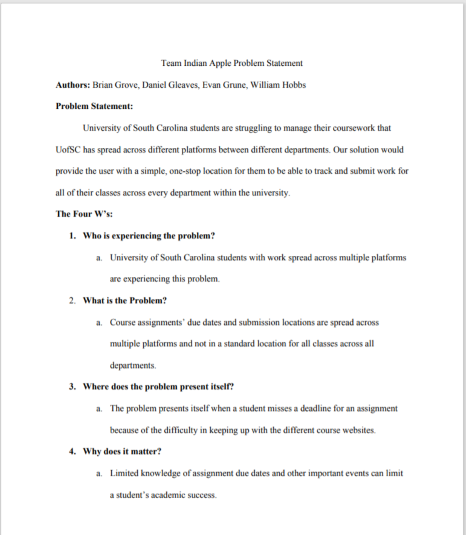 Team Indian Apple Problem Statement
Authors: Brian Grove, Daniel Gleaves, Evan Grune, William Hobbs
Problem Statement:
University of South Carolina students are struggling to manage their coursework that
UofSC has spread across different platforms between different departments. Our solution would
provide the user with a simple, one-stop location for them to be able to track and submit work for
all of their classes across every department within the university.
The Four W's:
1. Who is experiencing the problem?
a. University of South Carolina students with work spread across multiple platforms
are experiencing this problem.
2. What is the Problem?
a. Course assignments' due dates and submission locations are spread across
multiple platforms and not in a standard location for all classes across all
departments.
3. Where does the problem present itself?
a. The problem presents itself when a student misses a deadline for an assignment
because of the difficulty in keeping up with the different course websites.
4. Why does it matter?
a. Limited knowledge of assignment due dates and other important events can limit
a student's academic success.